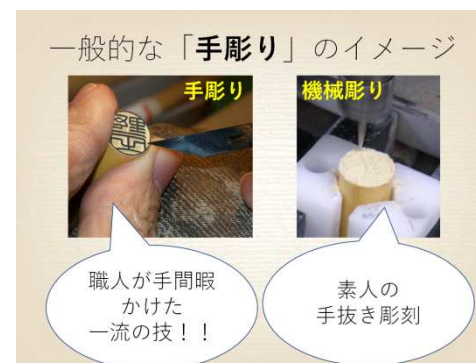 一般的な「手彫り」のイメージ
手彫り
機械彫り
職人が手間暇
かけた
一流の技！！
素人の
手抜き彫刻